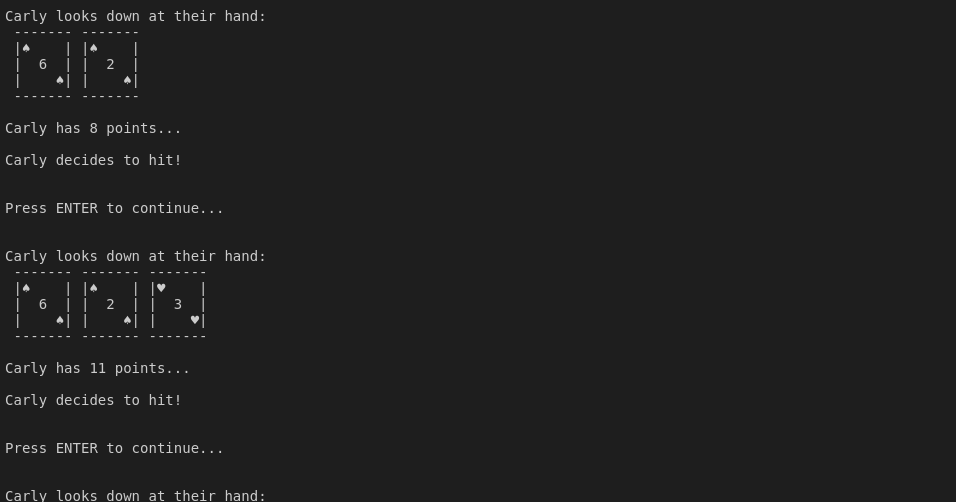 Carly looks down at their hand:
 ------- -------
 |♠    | |♠    |
 |  6  | |  2  |
 |    ♠| |    ♠|
 ------- -------
Carly has 8 points...
Carly decides to hit!
Press ENTER to continue...
Carly looks down at their hand:
 ------- ------- -------
 |♠    | |♠    | |♥    |
 |  6  | |  2  | |  3  |
 |    ♠| |    ♠| |    ♥|
 ------- ------- -------
Carly has 11 points...
Carly decides to hit!
Press ENTER to continue...
Carly looks down at their hand: